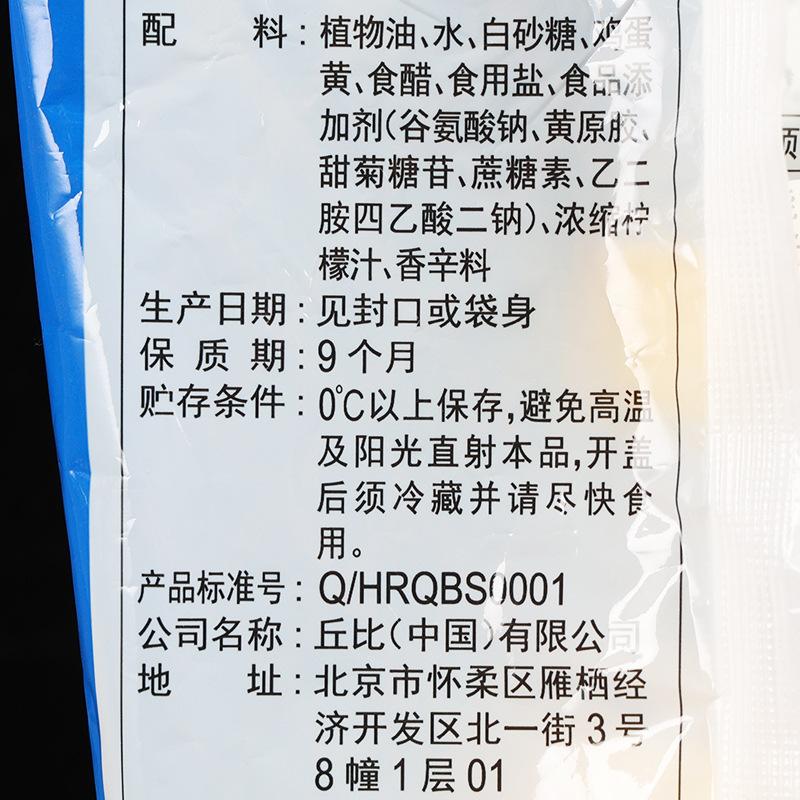 配料：植物油、水、白砂糖、鸡蛋
黄、食醋、食用盐、食品添
加剂（谷氨酸钠、黄原胶、
甜菊糖苷、蔗糖素、乙二
胺四乙酸二钠）、浓缩柠
檬汁、香辛料
生产日期：见封口或袋身
保质期：9个月
贮存条件：0℃以上保存，避免高温
及阳光直射本品，开盖
后须冷藏并请尽快食
用。
产品标准号：Q/HRQBS0001
公司名称：丘比（中国）有限公司
地址：北京市怀柔区雁栖经
济开发区北一街3号
8幢1层01